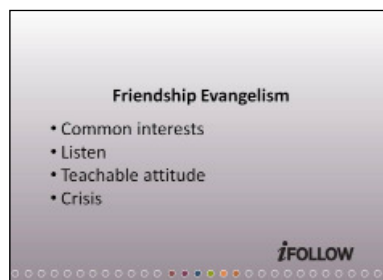 Friendship Evangelism
• Common interests
• Listen
• Teachable attitude
• Crisis
iFOLLOW